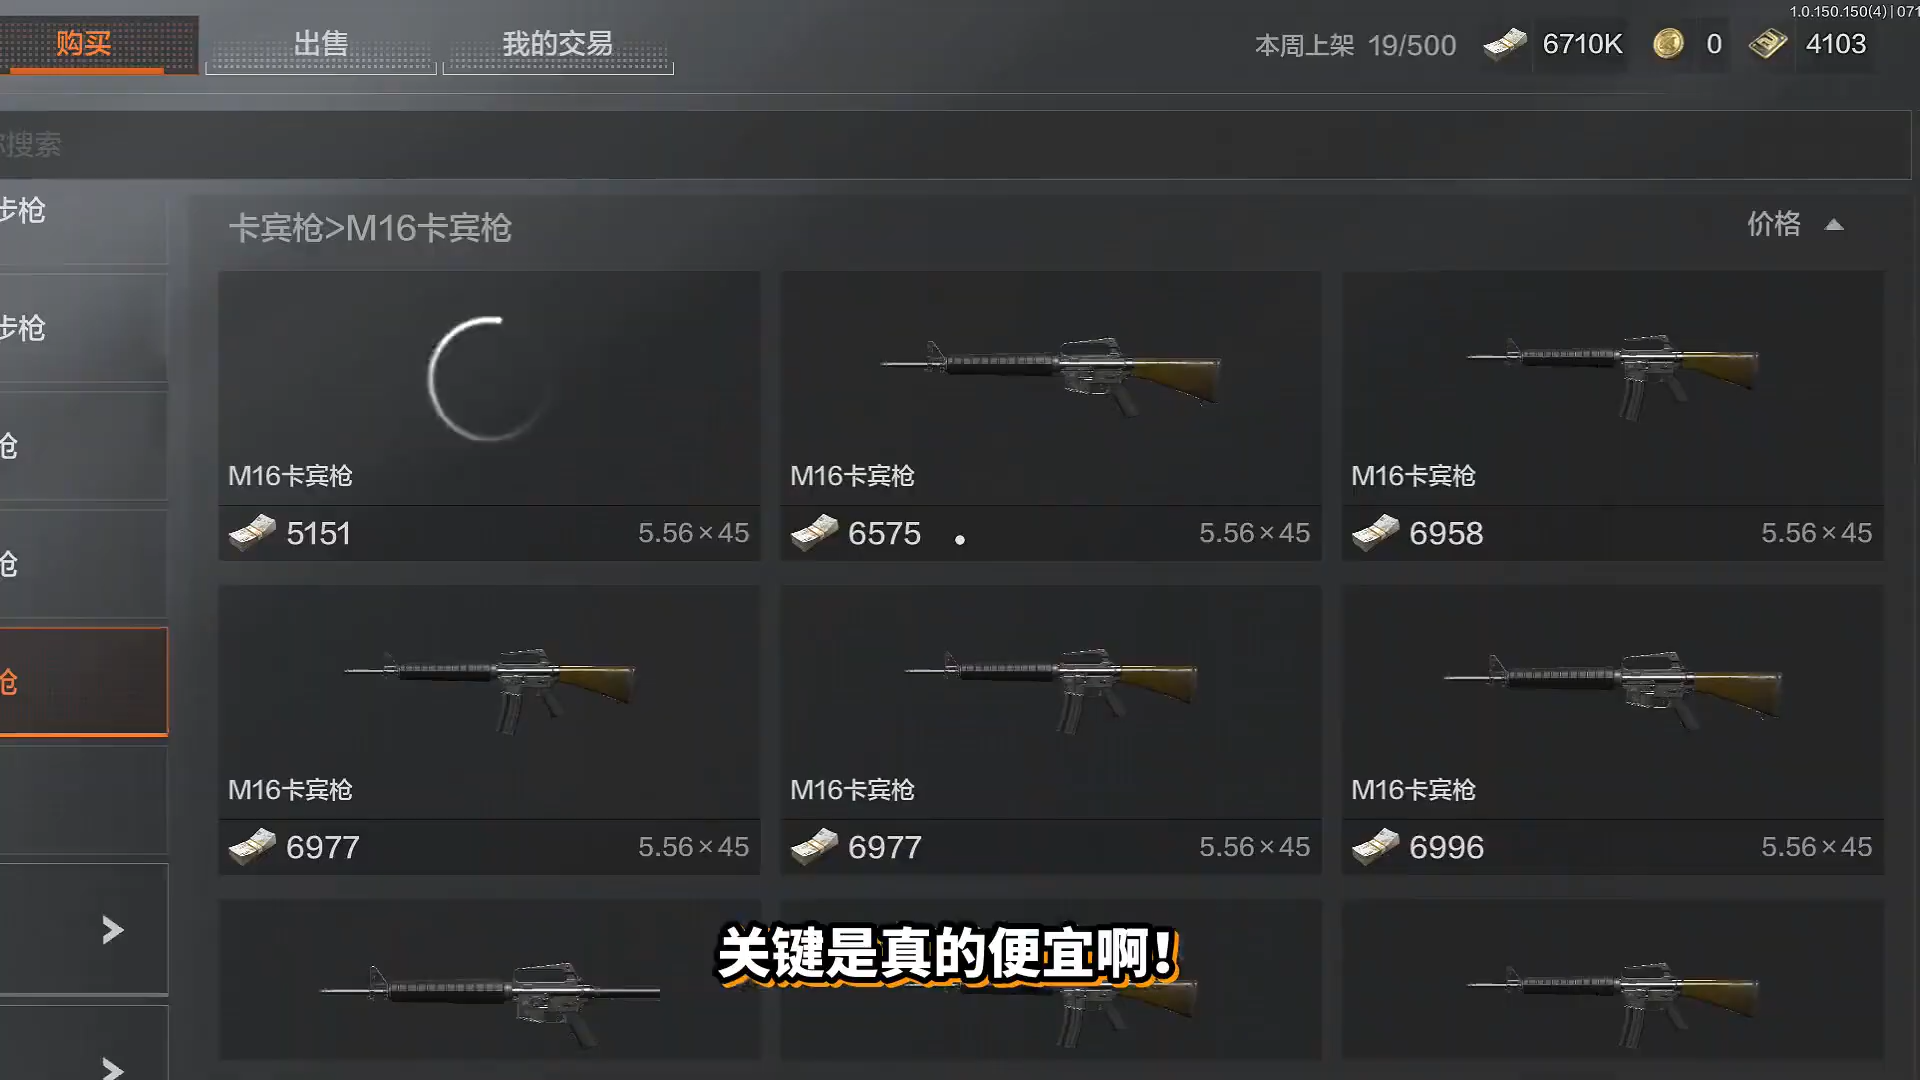 1.0.150.150(4) | 071
购买
出售
我的交易
本周上架 19/500
6710K
0
4103
搜索
步枪
卡宾枪>M16卡宾枪
价格
步枪
枪
枪
枪
M16卡宾枪
5151
5.56×45
M16卡宾枪
6575
5.56×45
M16卡宾枪
6958
5.56×45
M16卡宾枪
6977
5.56×45
M16卡宾枪
6977
5.56×45
M16卡宾枪
6996
5.56×45
关键是真的便宜啊!